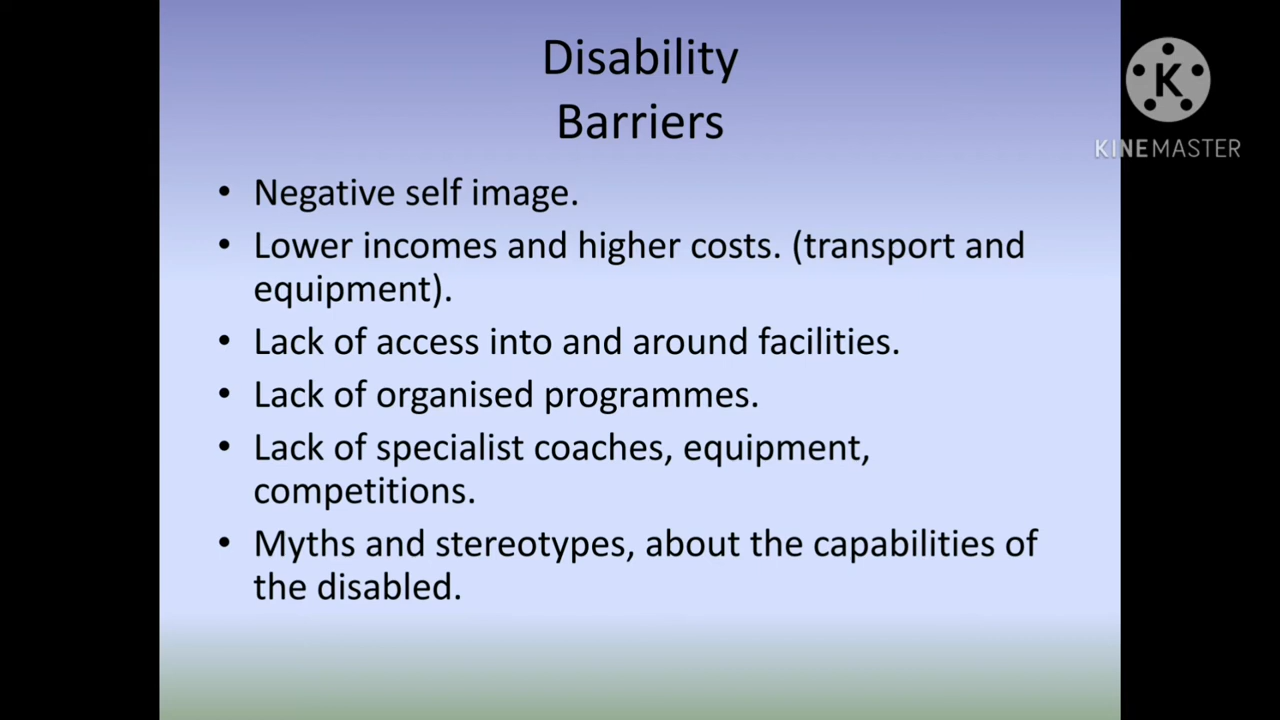 Disability
Barriers
K
KINEMASTER
• Negative self image.
• Lower incomes and higher costs. (transport and
equipment).
• Lack of access into and around facilities.
• Lack of organised programmes.
• Lack of specialist coaches, equipment,
competitions.
• Myths and stereotypes, about the capabilities of
the disabled.